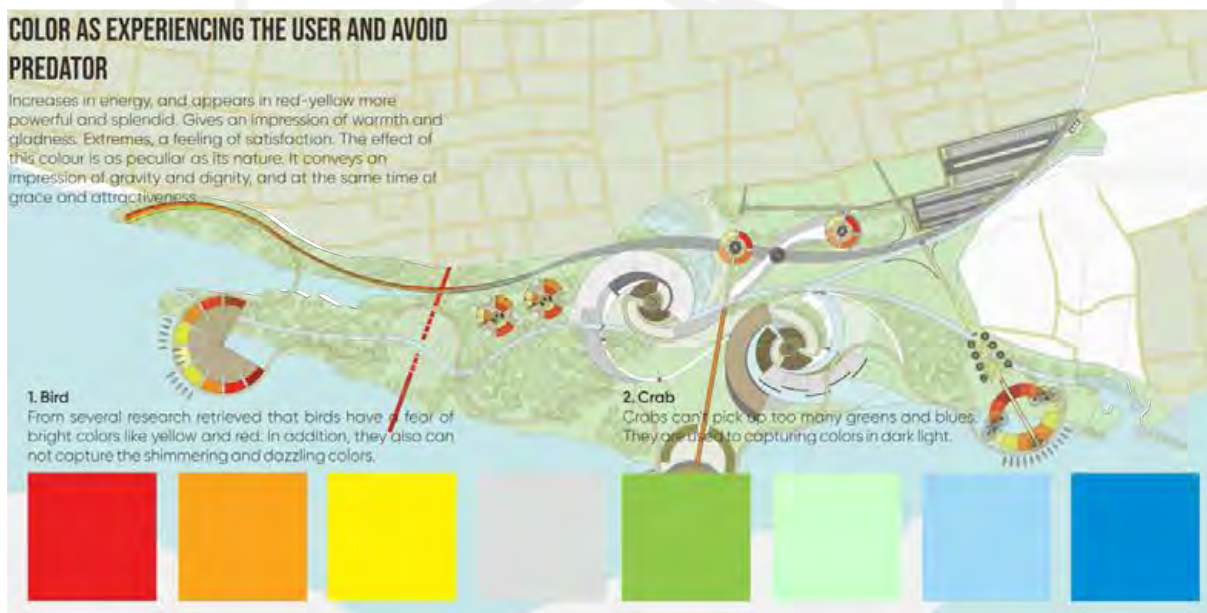 COLOR AS EXPERIENCING THE USER AND AVOID
PREDATOR
Increases in energy, and appears in red-yellow more
powerful and splendid. Gives an impression of warmth and
gladness. Extremes, a feeling of satisfaction. The effect of
this colour is as peculiar as its nature. It conveys an
impression of gravity and dignity, and at the same time of
grace and attractiveness.
1. Bird
From several research retrieved that birds have a fear of
bright colors like yellow and red. In addition, they also can
not capture the shimmering and dazzling colors.
2. Crab
Crabs can't pick up too many greens and blues.
They are used to capturing colors in dark light.